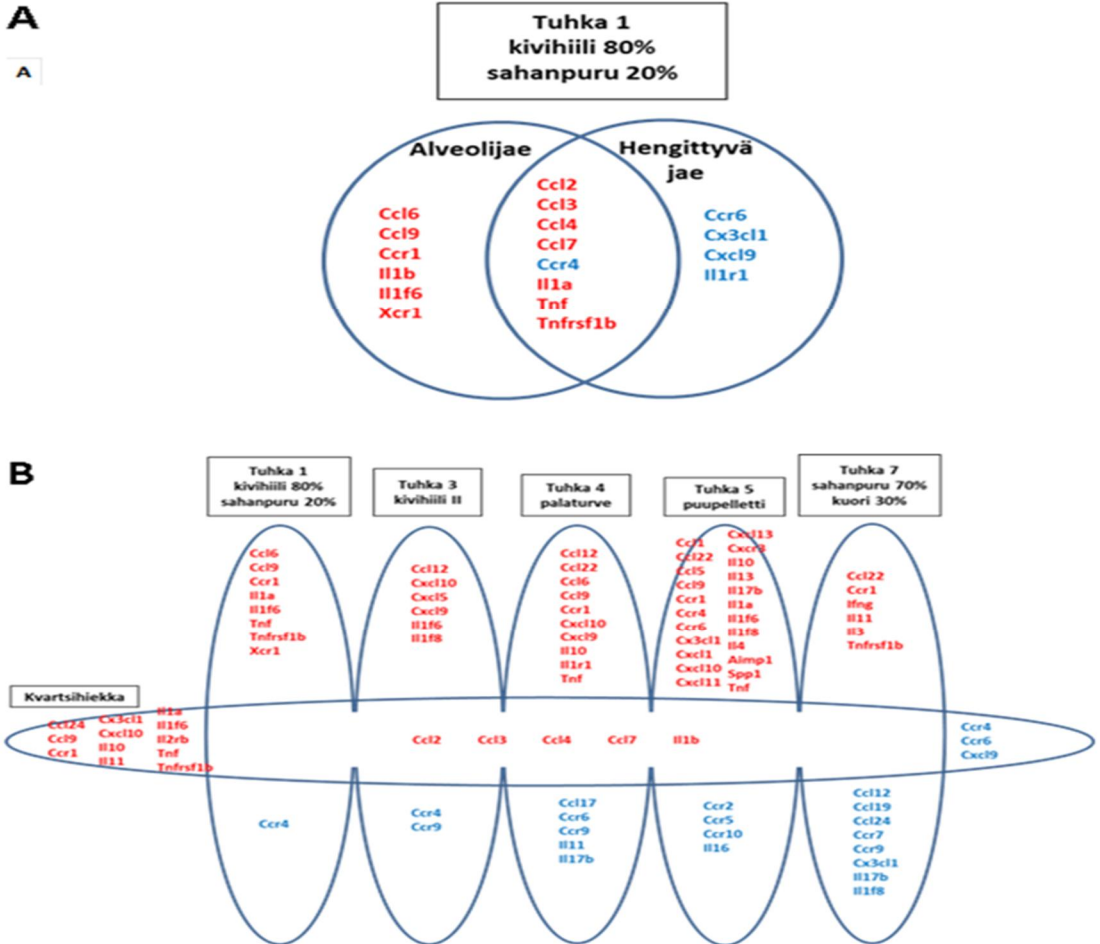 A
A
Tuhka 1
kivihiili 80%
sahanpuru 20%
Alveolijae
Hengittyvä
jae
Ccl6
Ccl9
Ccr1
Il1b
Il1f6
Xcr1
Ccl2
Ccl3
Ccl4
Ccl7
Ccr4
Il1a
Tnf
Tnfrsf1b
Ccr6
Cx3cl1
Cxcl9
Il1r1
B
Tuhka 1
kivihiili 80%
sahanpuru 20%
Tuhka 3
kivihiili II
Tuhka 4
palaturve
Tuhka 5
puupelletti
Tuhka 7
sahanpuru 70%
kuori 30%
Ccl6
Ccl9
Ccr1
Il1a
Il1f6
Tnf
Tnfrsf1b
Xcr1
Ccl12
Cxcl10
Cxcl5
Cxcl9
Il1f6
Il1f8
Ccl12
Ccl22
Ccl6
Ccl9
Ccr1
Cxcl10
Cxcl9
Il10
Il1r1
Tnf
Ccl1
Ccl22
Ccl5
Ccl9
Ccr1
Ccr4
Ccr6
Cx3cl1
Cxcl1
Cxcl10
Cxcl11
Cxcl13
Cxcr3
Il10
Il13
Il17b
Il1a
Il1f6
Il1f8
Il4
Aimp1
Spp1
Tnf
Ccl22
Ccr1
Ifng
Il11
Il3
Tnfrsf1b
Kvartsihiekka
Ccl24
Ccl9
Ccr1
Cx3cl1
Cxcl10
Il10
Il11
Il1a
Il1f6
Il2rb
Tnf
Tnfrsf1b
Ccl2 Ccl3 Ccl4 Ccl7 Il1b
Ccr4
Ccr6
Cxcl9
Ccr4
Ccr4
Ccr9
Ccl17
Ccr6
Ccr9
Il11
Il17b
Ccr2
Ccr5
Ccr10
Il16
Ccl12
Ccl19
Ccl24
Ccr7
Ccr9
Cx3cl1
Il17b
Il1f8